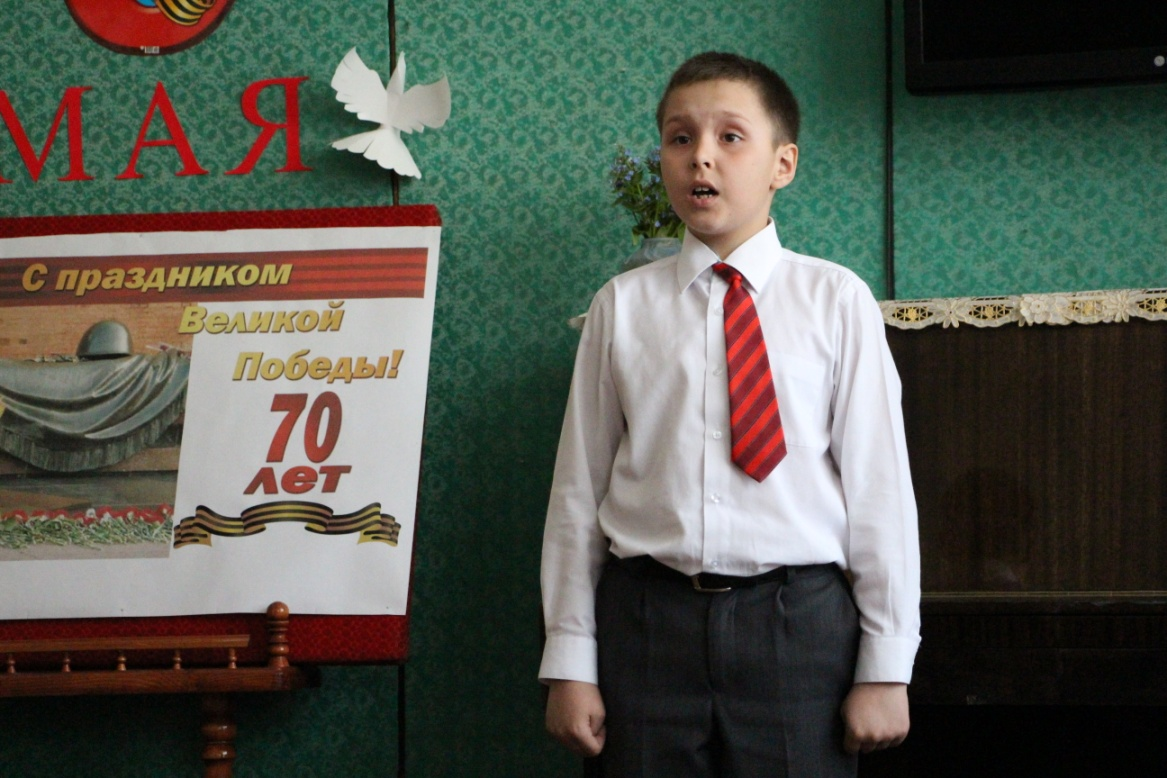 МАЯ
С праздником
Великой
Победы!
70
лет